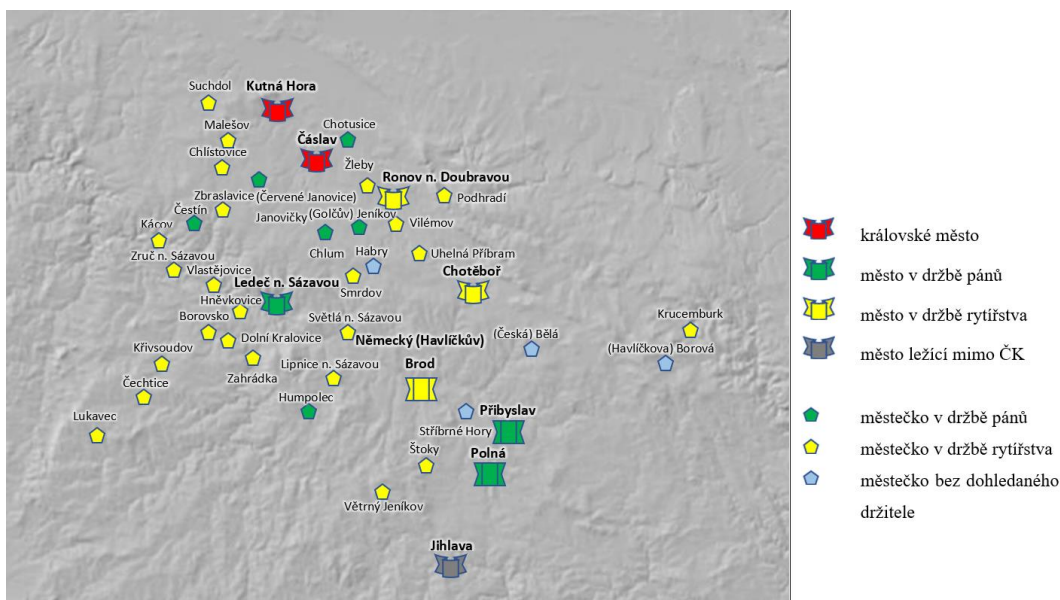 Suchdol
Kutná Hora
Malešov
Chotusice
Čáslav
Chlístovice
Žleby
Ronov n. Doubravou
Zbraslavice
(Červené Janovice)
Podhradí
Čestín
Janovičky
(Golčův) Jeníkov
Vilémov
Kácov
Zruč n. Sázavou
Chlum
Habry
Uhelná Příbram
Vlastějovice
Ledeč n. Sázavou
Smrdov
Chotěboř
Hněvkovice
Borovsko
Světlá n. Sázavou
Krucemburk
Dolní Kralovice
Německý (Havlíčkův)
Brod
(Česká) Bělá
(Havlíčkova) Borová
Křivsoudov
Zahrádka
Lipnice n. Sázavou
Čechtice
Humpolec
Lukavec
Přibyslav
Stříbrné Hory
Štoky
Polná
Větrný Jeníkov
Jihlava
královské město
město v držbě pánů
město v držbě rytířstva
město ležící mimo ČK
městečko v držbě pánů
městečko v držbě rytířstva
městečko bez dohledaného
držitele